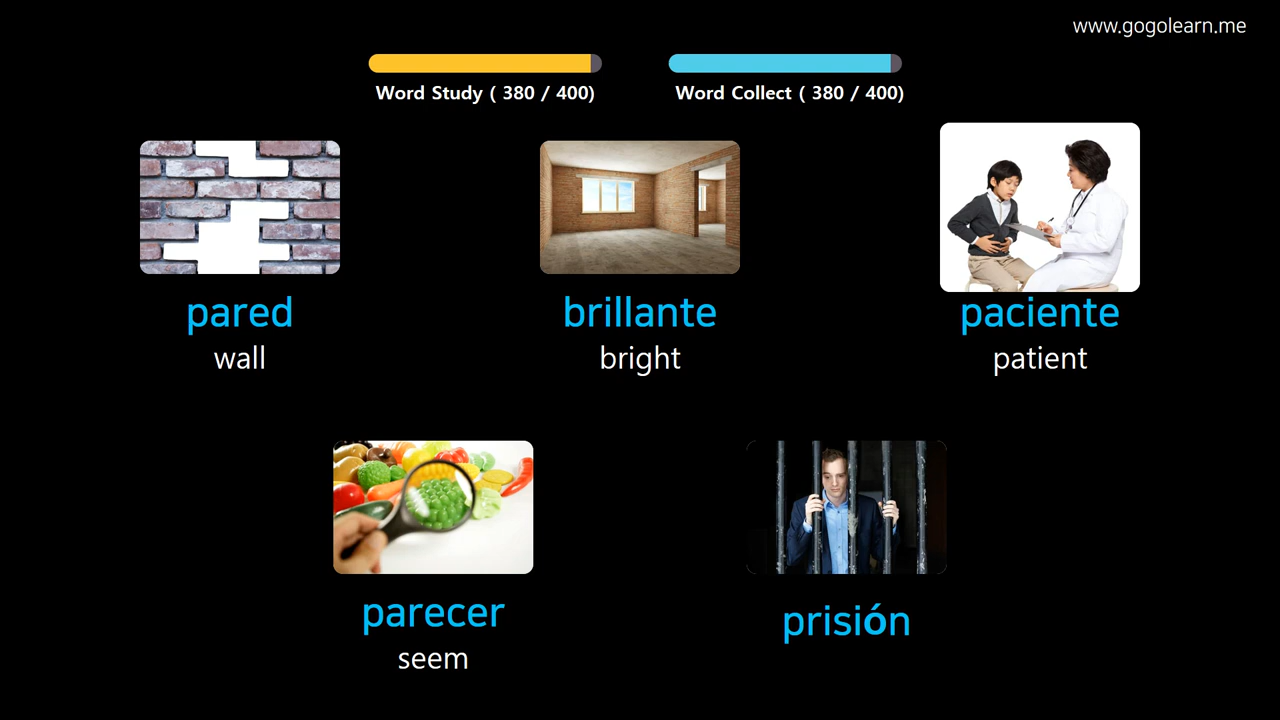 www.gogolearn.me
Word Study ( 380 / 400)
Word Collect ( 380 / 400)
pared
wall
brillante
bright
paciente
patient
parecer
seem
prisión